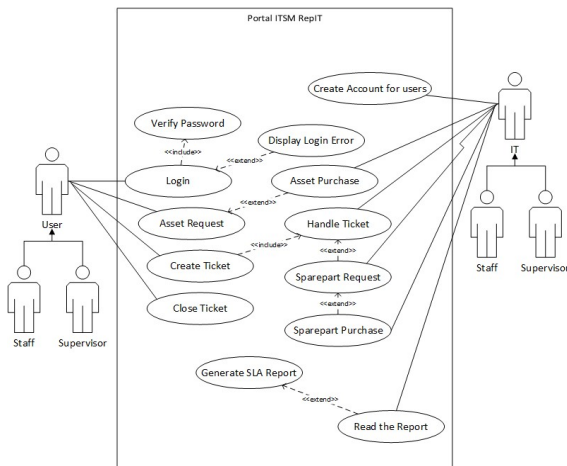 Portal ITSM RepIT
Create Account for users
Verify Password
Display Login Error
IT
<<include>>
<<extend>>
Login
Asset Purchase
User
<<extend>>
Asset Request
Handle Ticket
<<include>>
<<extend>>
Create Ticket
Sparepart Request
Staff
Supervisor
<<extend>>
Close Ticket
Sparepart Purchase
Staff
Supervisor
Generate SLA Report
<<extend>>
Read the Report